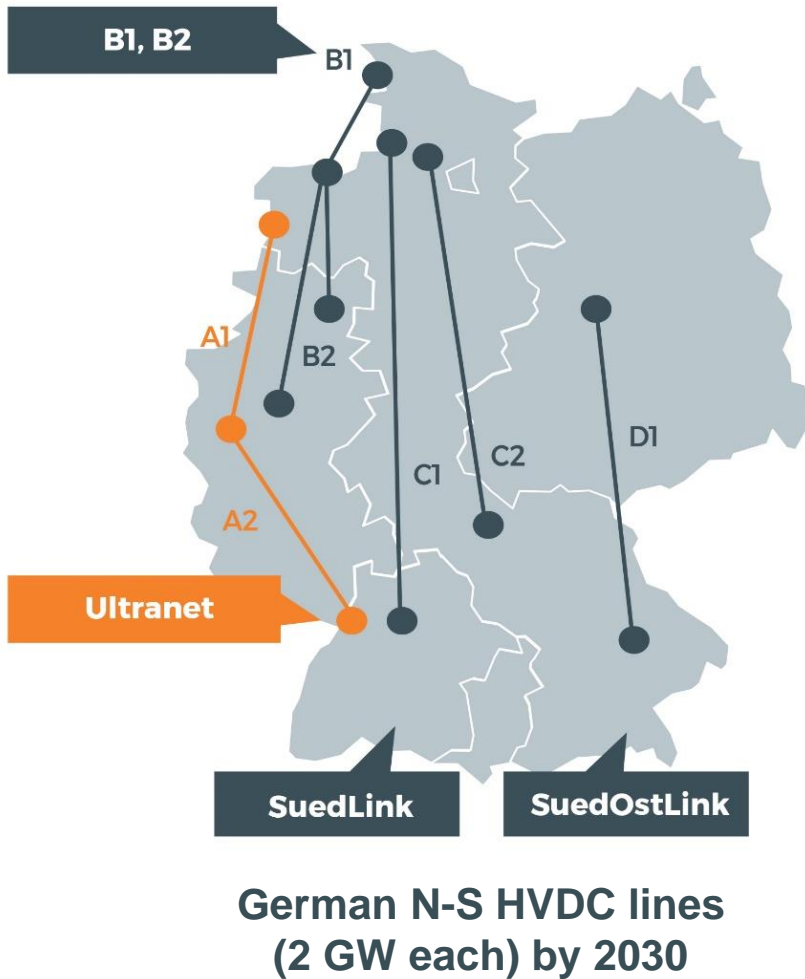 B1, B2
B1
A1
B2
D1
C2
C1
A2
Ultranet
SuedLink
SuedOstLink
German N-S HVDC lines
(2 GW each) by 2030